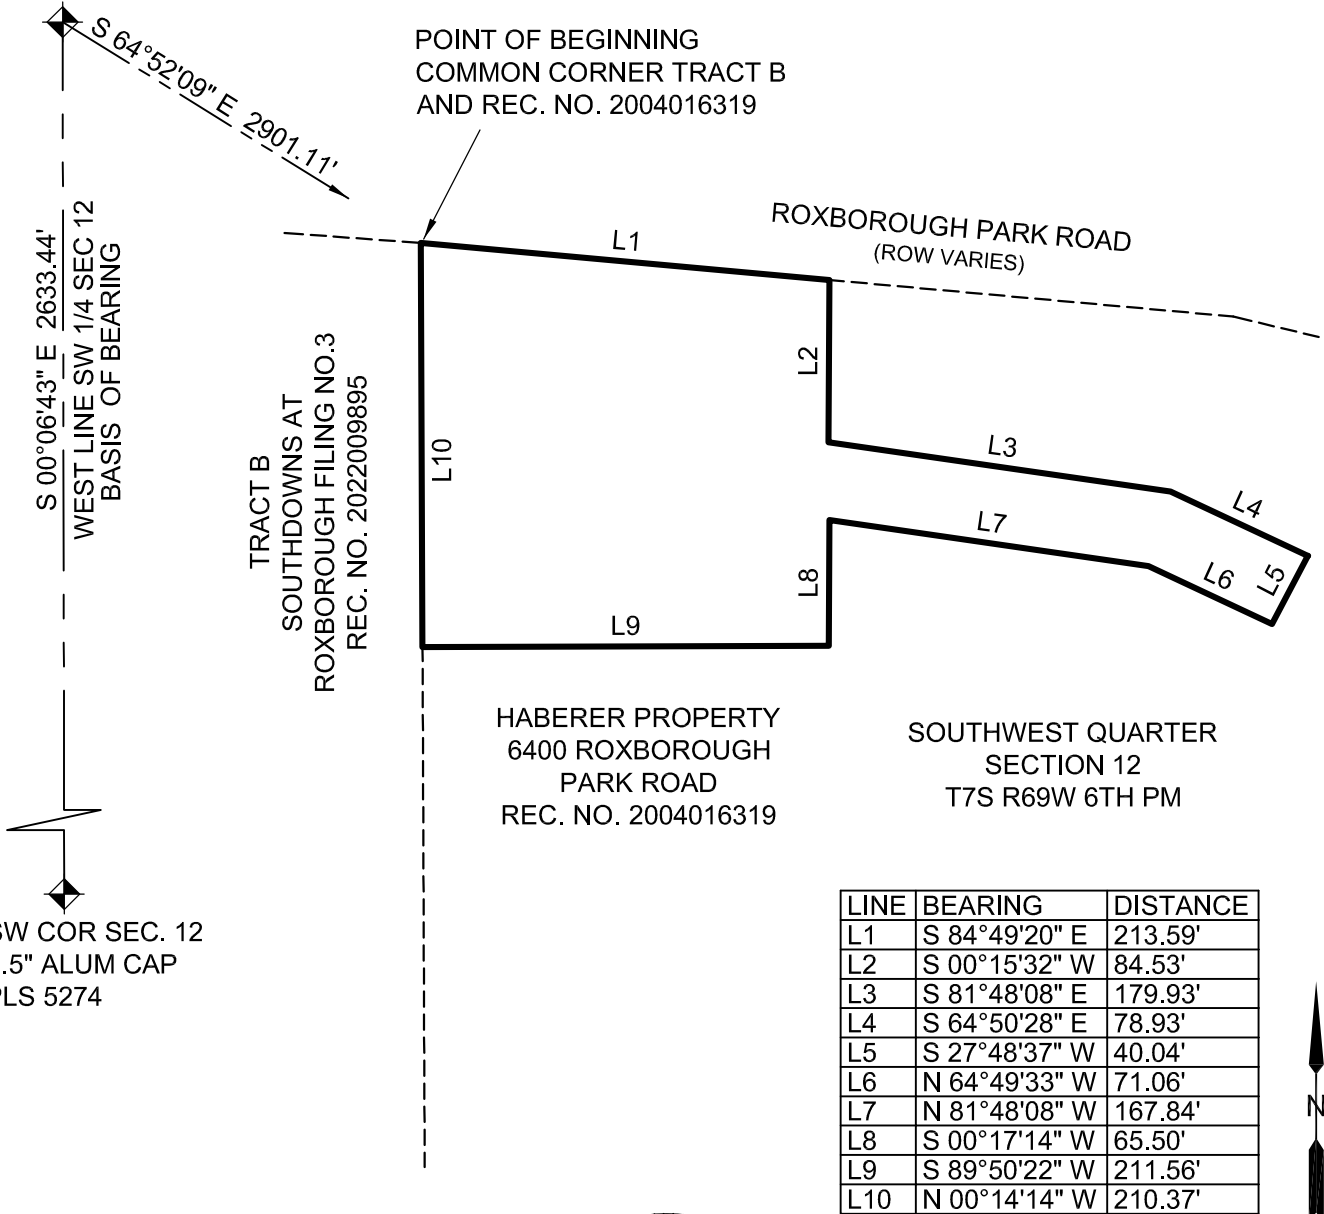 S 64°52'09" E 2901.11'
POINT OF BEGINNING
COMMON CORNER TRACT B
AND REC. NO. 2004016319
ROXBOROUGH PARK ROAD
(ROW VARIES)
S 00°06'43" E 2633.44'
WEST LINE SW 1/4 SEC 12
BASIS OF BEARING
TRACT B
SOUTHDOWNS AT
ROXBOROUGH FILING NO.3
REC. NO. 2022009895
L1
L2
L3
L4
L5
L6
L7
L8
L9
L10
HABERER PROPERTY
6400 ROXBOROUGH
PARK ROAD
REC. NO. 2004016319
SOUTHWEST QUARTER
SECTION 12
T7S R69W 6TH PM
SW COR SEC. 12
.5" ALUM CAP
PLS 5274
LINE BEARING DISTANCE
L1 S 84°49'20" E 213.59'
L2 S 00°15'32" W 84.53'
L3 S 81°48'08" E 179.93'
L4 S 64°50'28" E 78.93'
L5 S 27°48'37" W 40.04'
L6 N 64°49'33" W 71.06'
L7 N 81°48'08" W 167.84'
L8 S 00°17'14" W 65.50'
L9 S 89°50'22" W 211.56'
L10 N 00°14'14" W 210.37'
N